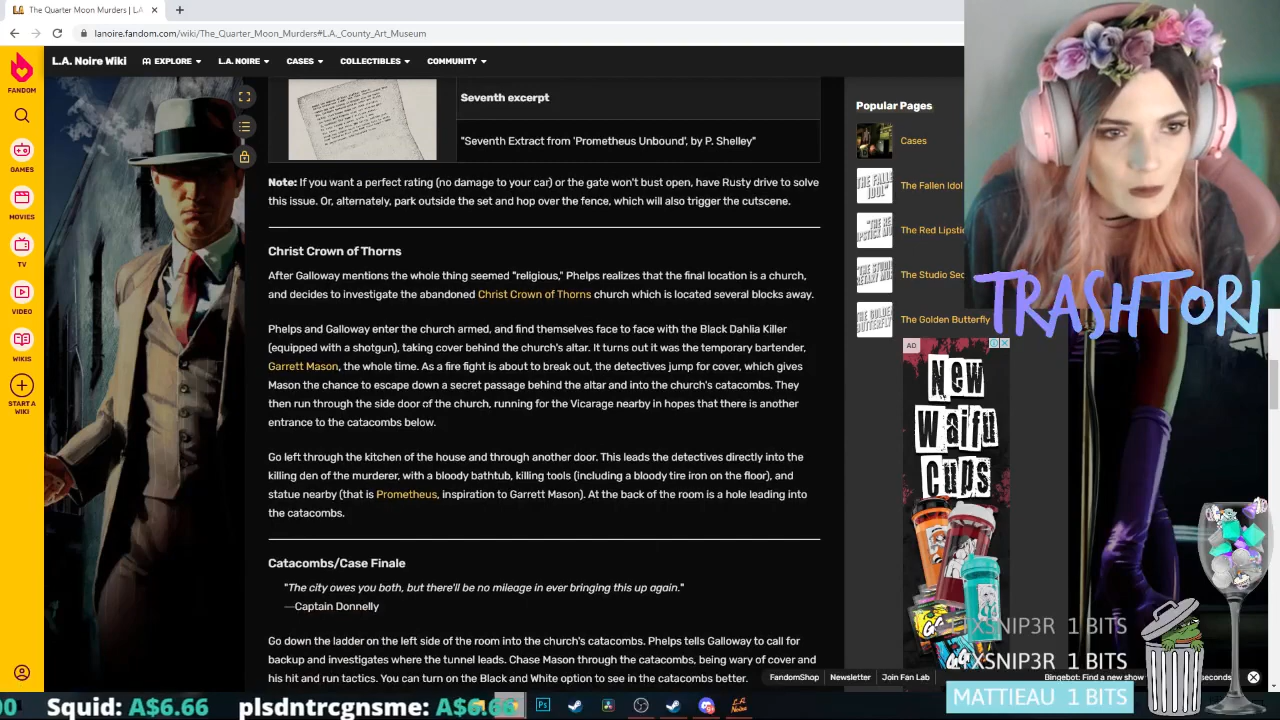 The Quarter Moon Murders | L.A.
lanoire.fandom.com/wiki/The_Quarter_Moon_Murders#L.A._County_Art_Museum
FANDOM
GAMES
MOVIES
TV
VIDEO
WIKIS
START A
WIKI
L.A. Noire Wiki
EXPLORE
L.A. NOIRE
CASES
COLLECTIBLES
COMMUNITY
Seventh excerpt
"Seventh Extract from 'Prometheus Unbound', by P. Shelley"
Note: If you want a perfect rating (no damage to your car) or the gate won't bust open, have Rusty drive to solve
this issue. Or, alternately, park outside the set and hop over the fence, which will also trigger the cutscene.
Christ Crown of Thorns
After Galloway mentions the whole thing seemed "religious," Phelps realizes that the final location is a church,
and decides to investigate the abandoned Christ Crown of Thorns church which is located several blocks away.
Phelps and Galloway enter the church armed, and find themselves face to face with the Black Dahlia Killer
(equipped with a shotgun), taking cover behind the church's altar. It turns out it was the temporary bartender,
Garrett Mason, the whole time. As a fire fight is about to break out, the detectives jump for cover, which gives
Mason the chance to escape down a secret passage behind the altar and into the church's catacombs. They
then run through the side door of the church, running for the Vicarage nearby in hopes that there is another
entrance to the catacombs below.
Go left through the kitchen of the house and through another door. This leads the detectives directly into the
killing den of the murderer, with a bloody bathtub, killing tools (including a bloody tire iron on the floor), and
statue nearby (that is Prometheus, inspiration to Garrett Mason). At the back of the room is a hole leading into
the catacombs.
Catacombs/Case Finale
"The city owes you both, but there'll be no mileage in ever bringing this up again."
—Captain Donnelly
Go down the ladder on the left side of the room into the church's catacombs. Phelps tells Galloway to call for
backup and investigates where the tunnel leads. Chase Mason through the catacombs, being wary of cover and
his hit and run tactics. You can turn on the Black and White option to see in the catacombs better.
Popular Pages
Cases
THE FALLEN
IDOL"
The Fallen Idol
The Red Lipstic
The Studio Sec
The Golden Butterfly
TRASHTORI
AD
New
Waifu
Cups
FandomShop
Newsletter
Join Fan Lab
Bingebot: Find a new show
seconds
XSNIP3R 1 BITS
XSNIP3R 1 BITS
MATTIEAU 1 BITS
Squid: A$6.66
plsdntrcgnsme: A$6.66